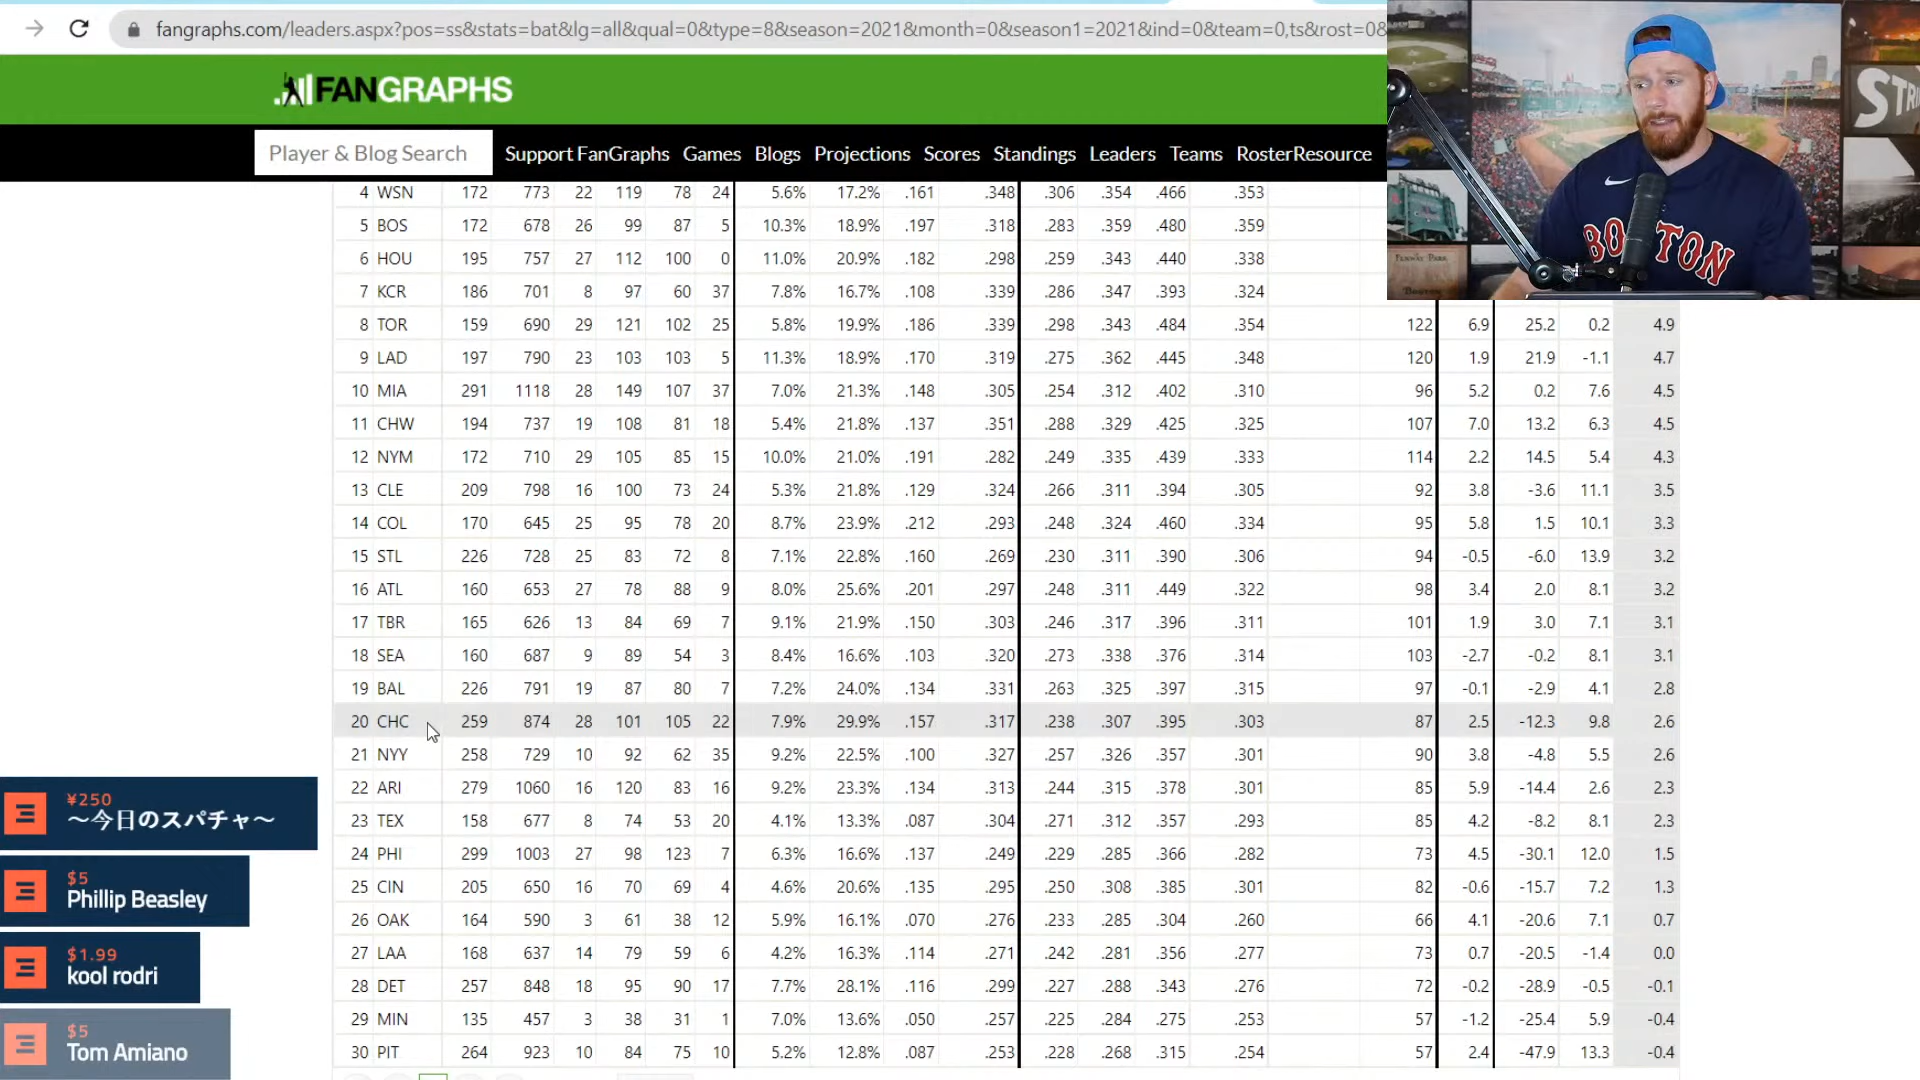 fangraphs.com/leaders.aspx?pos=ss&stats=bat&lg=all&qual=0&type=8&season=2021&month=0&season1=2021&ind=0&team=0,ts&rost=0&
FANGRAPHS
Player & Blog Search Support FanGraphs Games Blogs Projections Scores Standings Leaders Teams RosterResource
4 WSN 172 773 22 119 78 24 5.6% 17.2% .161 .348 .306 .354 .466 .353
5 BOS 172 678 26 99 87 5 10.3% 18.9% .197 .318 .283 .359 .480 .359
6 HOU 195 757 27 112 100 0 11.0% 20.9% .182 .298 .259 .343 .440 .338
7 KCR 186 701 8 97 60 37 7.8% 16.7% .108 .339 .286 .347 .393 .324
8 TOR 159 690 29 121 102 25 5.8% 19.9% .186 .339 .298 .343 .484 .354 122 6.9 25.2 0.2 4.9
9 LAD 197 790 23 103 103 5 11.3% 18.9% .170 .319 .275 .362 .445 .348 120 1.9 21.9 -1.1 4.7
10 MIA 291 1118 28 149 107 37 7.0% 21.3% .148 .305 .254 .312 .402 .310 96 5.2 0.2 7.6 4.5
11 CHW 194 737 19 108 81 18 5.4% 21.8% .137 .351 .288 .329 .425 .325 107 7.0 13.2 6.3 4.5
12 NYM 172 710 29 105 85 15 10.0% 21.0% .191 .282 .249 .335 .439 .333 114 2.2 14.5 5.4 4.3
13 CLE 209 798 16 100 73 24 5.3% 21.8% .129 .324 .266 .311 .394 .305 92 3.8 -3.6 11.1 3.5
14 COL 170 645 25 95 78 20 8.7% 23.9% .212 .293 .248 .324 .460 .334 95 5.8 1.5 10.1 3.3
15 STL 226 728 25 83 72 8 7.1% 22.8% .160 .269 .230 .311 .390 .306 94 -0.5 -6.0 13.9 3.2
16 ATL 160 653 27 78 88 9 8.0% 25.6% .201 .297 .248 .311 .449 .322 98 3.4 2.0 8.1 3.2
17 TBR 165 626 13 84 69 7 9.1% 21.9% .150 .303 .246 .317 .396 .311 101 1.9 3.0 7.1 3.1
18 SEA 160 687 9 89 54 3 8.4% 16.6% .103 .320 .273 .338 .376 .314 103 -2.7 -0.2 8.1 3.1
19 BAL 226 791 19 87 80 7 7.2% 24.0% .134 .331 .263 .325 .397 .315 97 -0.1 -2.9 4.1 2.8
20 CHC 259 874 28 101 105 22 7.9% 29.9% .157 .317 .238 .307 .395 .303 87 2.5 -12.3 9.8 2.6
21 NYY 258 729 10 92 62 35 9.2% 22.5% .100 .327 .257 .326 .357 .301 90 3.8 -4.8 5.5 2.6
22 ARI 279 1060 16 120 83 16 9.2% 23.3% .134 .313 .244 .315 .378 .301 85 5.9 -14.4 2.6 2.3
23 TEX 158 677 8 74 53 20 4.1% 13.3% .087 .304 .271 .312 .357 .293 85 4.2 -8.2 8.1 2.3
24 PHI 299 1003 27 98 123 7 6.3% 16.6% .137 .249 .229 .285 .366 .282 73 4.5 -30.1 12.0 1.5
25 CIN 205 650 16 70 69 4 4.6% 20.6% .135 .295 .250 .308 .385 .301 82 -0.6 -15.7 7.2 1.3
26 OAK 164 590 3 61 38 12 5.9% 16.1% .070 .276 .233 .285 .304 .260 66 4.1 -20.6 7.1 0.7
27 LAA 168 637 14 79 59 6 4.2% 16.3% .114 .271 .242 .281 .356 .277 73 0.7 -20.5 -1.4 0.0
28 DET 257 848 18 95 90 17 7.7% 28.1% .116 .299 .227 .288 .343 .276 72 -0.2 -28.9 -0.5 -0.1
29 MIN 135 457 3 38 31 1 7.0% 13.6% .050 .257 .225 .284 .275 .253 57 -1.2 -25.4 5.9 -0.4
30 PIT 264 923 10 84 75 10 5.2% 12.8% .087 .253 .228 .268 .315 .254 57 2.4 -47.9 13.3 -0.4
¥250
〜今日のスパチャ〜
$5
Phillip Beasley
$1.99
kool rodri
$5
Tom Amiano
BOSTON
STR
FENWAY PARK